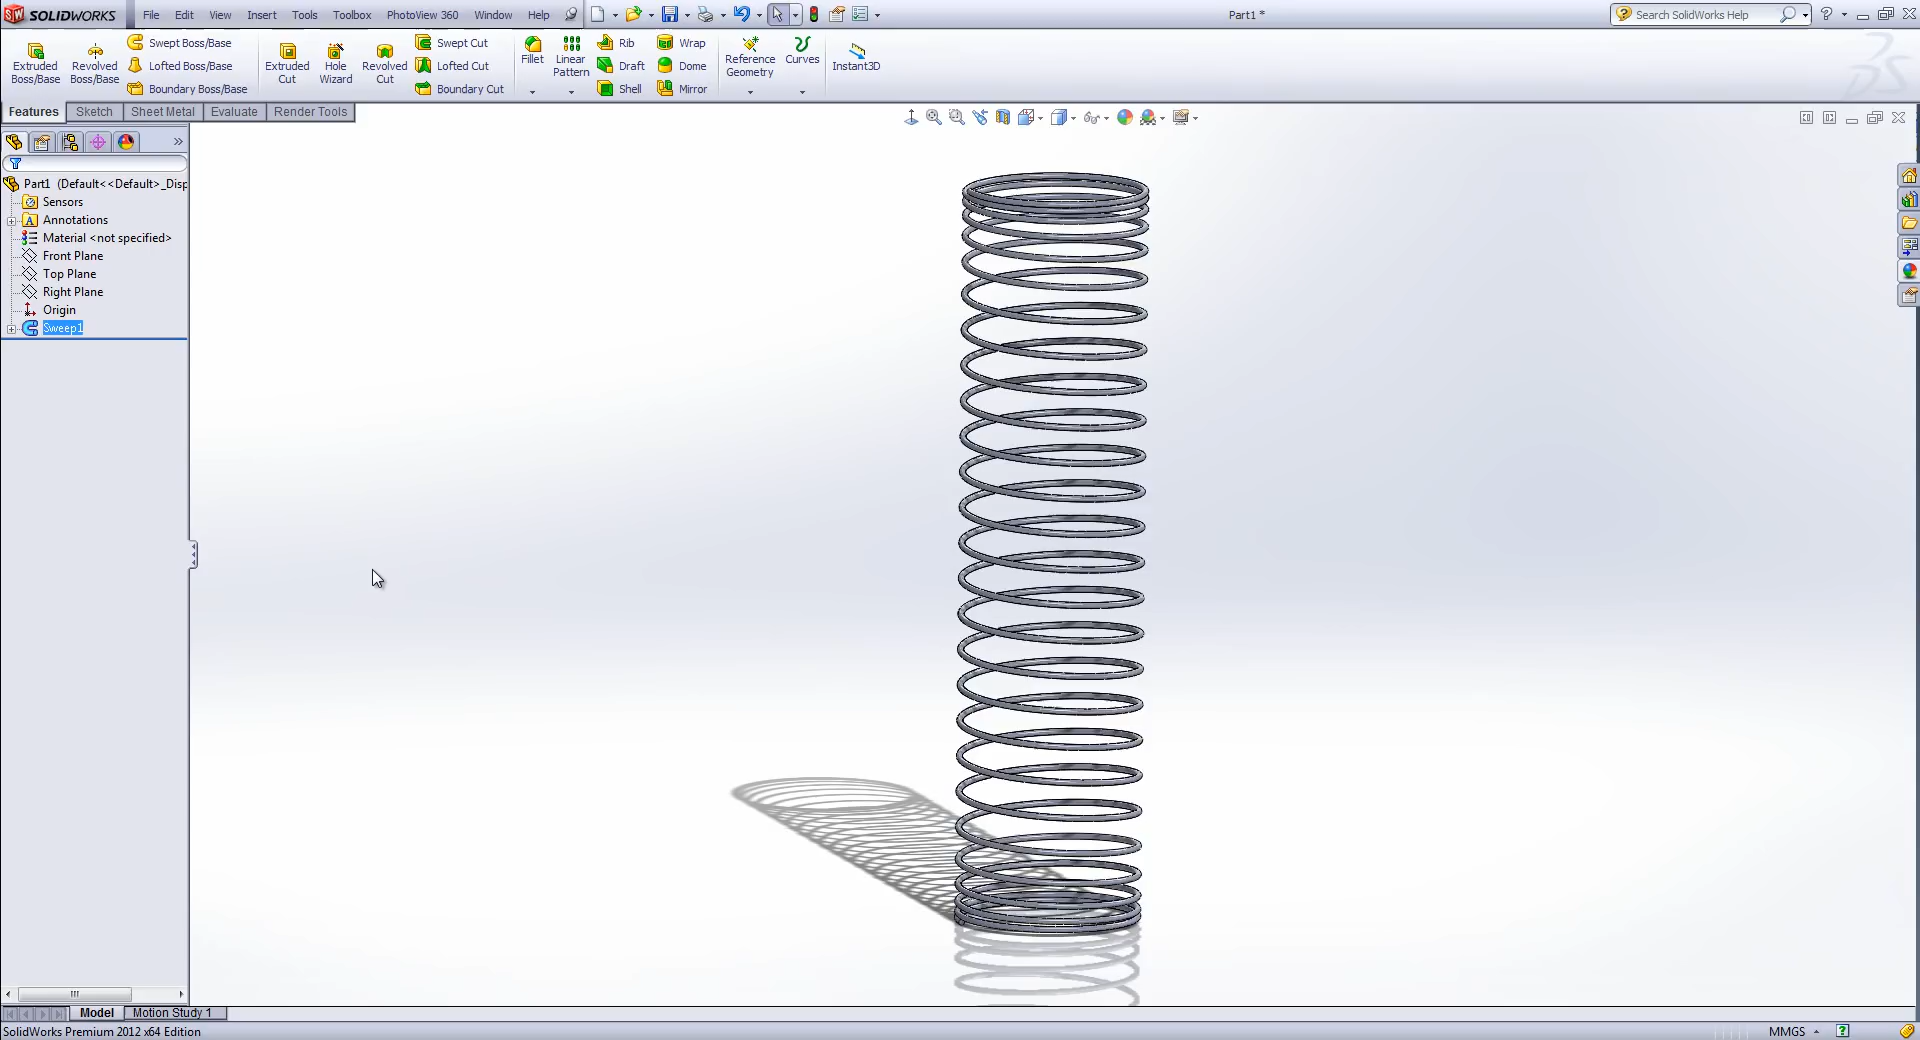 SW SOLIDWORKS File Edit View Insert Tools Toolbox PhotoView 360 Window Help Part1 * Search SolidWorks Help
Extruded Boss/Base
Revolved Boss/Base
Swept Boss/Base
Lofted Boss/Base
Boundary Boss/Base
Extruded Cut
Hole Wizard
Revolved Cut
Swept Cut
Lofted Cut
Boundary Cut
Fillet
Linear Pattern
Rib
Draft
Shell
Wrap
Dome
Mirror
Reference Geometry
Curves
Instant3D
Features Sketch Sheet Metal Evaluate Render Tools
Part1 (Default<<Default>_Disp
Sensors
Annotations
Material <not specified>
Front Plane
Top Plane
Right Plane
Origin
Sweep1
Model Motion Study 1
SolidWorks Premium 2012 x64 Edition MMGS